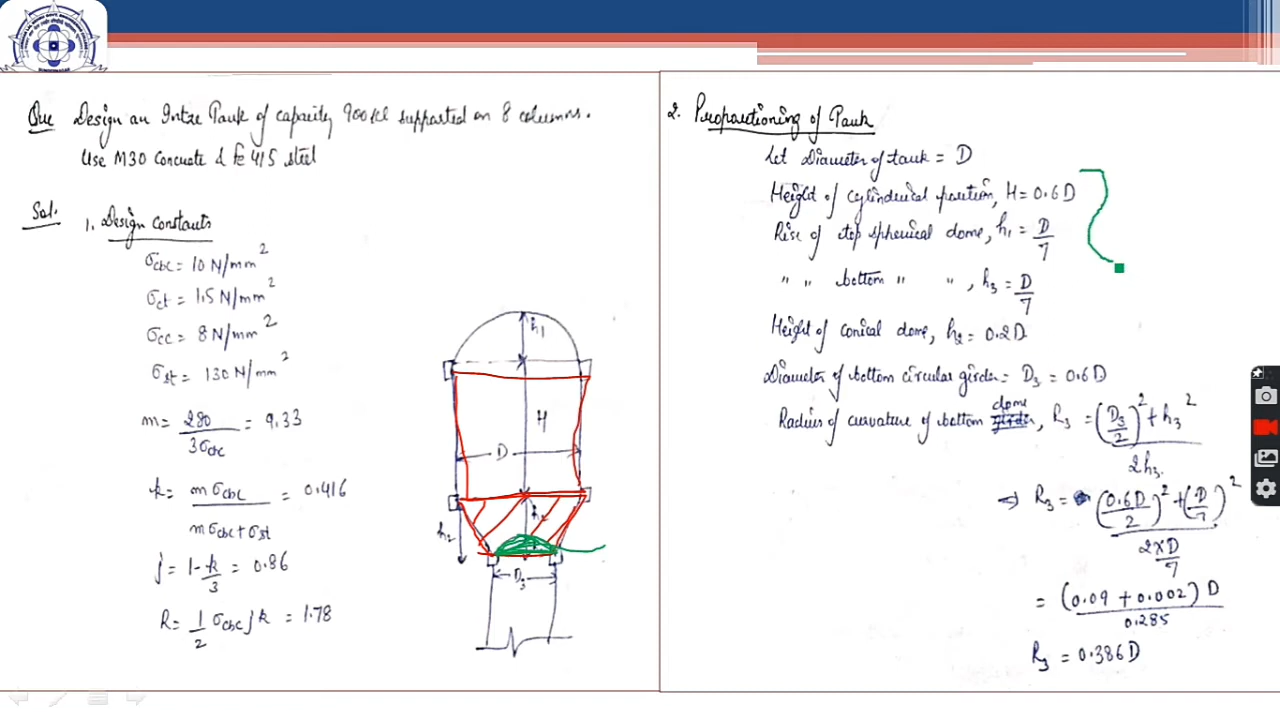 Que Design an Intze Tank of capacity 900 kl supported on 8 columns.
Use M30 Concrete & Fe 415 steel
Sol.
1. Design Constants
σcbc = 10 N/mm²
σct = 1.5 N/mm²
σcc = 8 N/mm²
σst = 130 N/mm²
m = 280 / 3σcbc = 9.33
k = mσcbc / mσcbc + σst = 0.416
j = 1 - k/3 = 0.86
R = 1/2 σcbc j k = 1.78
h1
H
D
h2
D3
2. Proportioning of Tank
Let Diameter of tank = D
Height of cylindrical portion, H = 0.6D
Rise of top spherical dome, h1 = D/7
" " bottom " " , h3 = D/7
Height of conical dome, h2 = 0.2D
Diameter of bottom circular girder = D3 = 0.6D
Radius of curvature of bottom dome, R3 = (D3/2)² + h3² / 2h3
⇒ R3 = (0.6D/2)² + (D/7)² / 2×D/7
= (0.09 + 0.002) D / 0.285
R3 = 0.386D